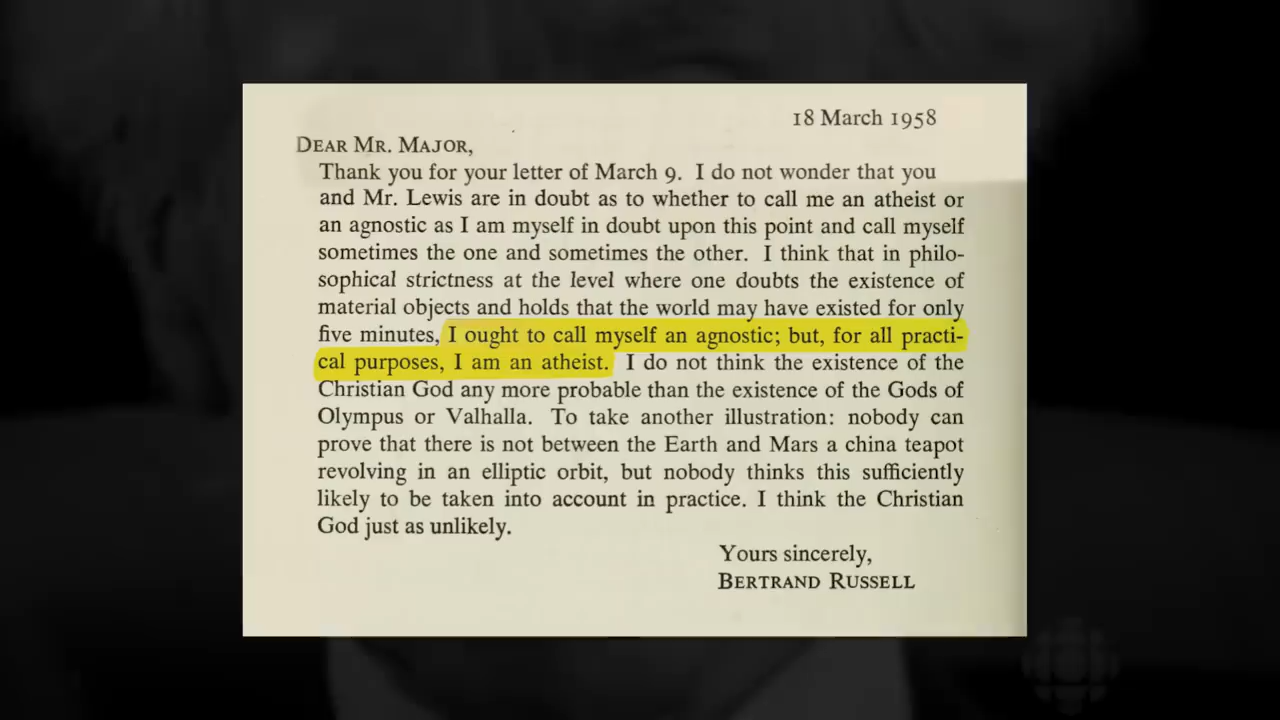 18 March 1958
DEAR MR. MAJOR,
Thank you for your letter of March 9. I do not wonder that you
and Mr. Lewis are in doubt as to whether to call me an atheist or
an agnostic as I am myself in doubt upon this point and call myself
sometimes the one and sometimes the other. I think that in philo-
sophical strictness at the level where one doubts the existence of
material objects and holds that the world may have existed for only
five minutes, I ought to call myself an agnostic; but, for all practi-
cal purposes, I am an atheist. I do not think the existence of the
Christian God any more probable than the existence of the Gods of
Olympus or Valhalla. To take another illustration: nobody can
prove that there is not between the Earth and Mars a china teapot
revolving in an elliptic orbit, but nobody thinks this sufficiently
likely to be taken into account in practice. I think the Christian
God just as unlikely.
Yours sincerely,
BERTRAND RUSSELL